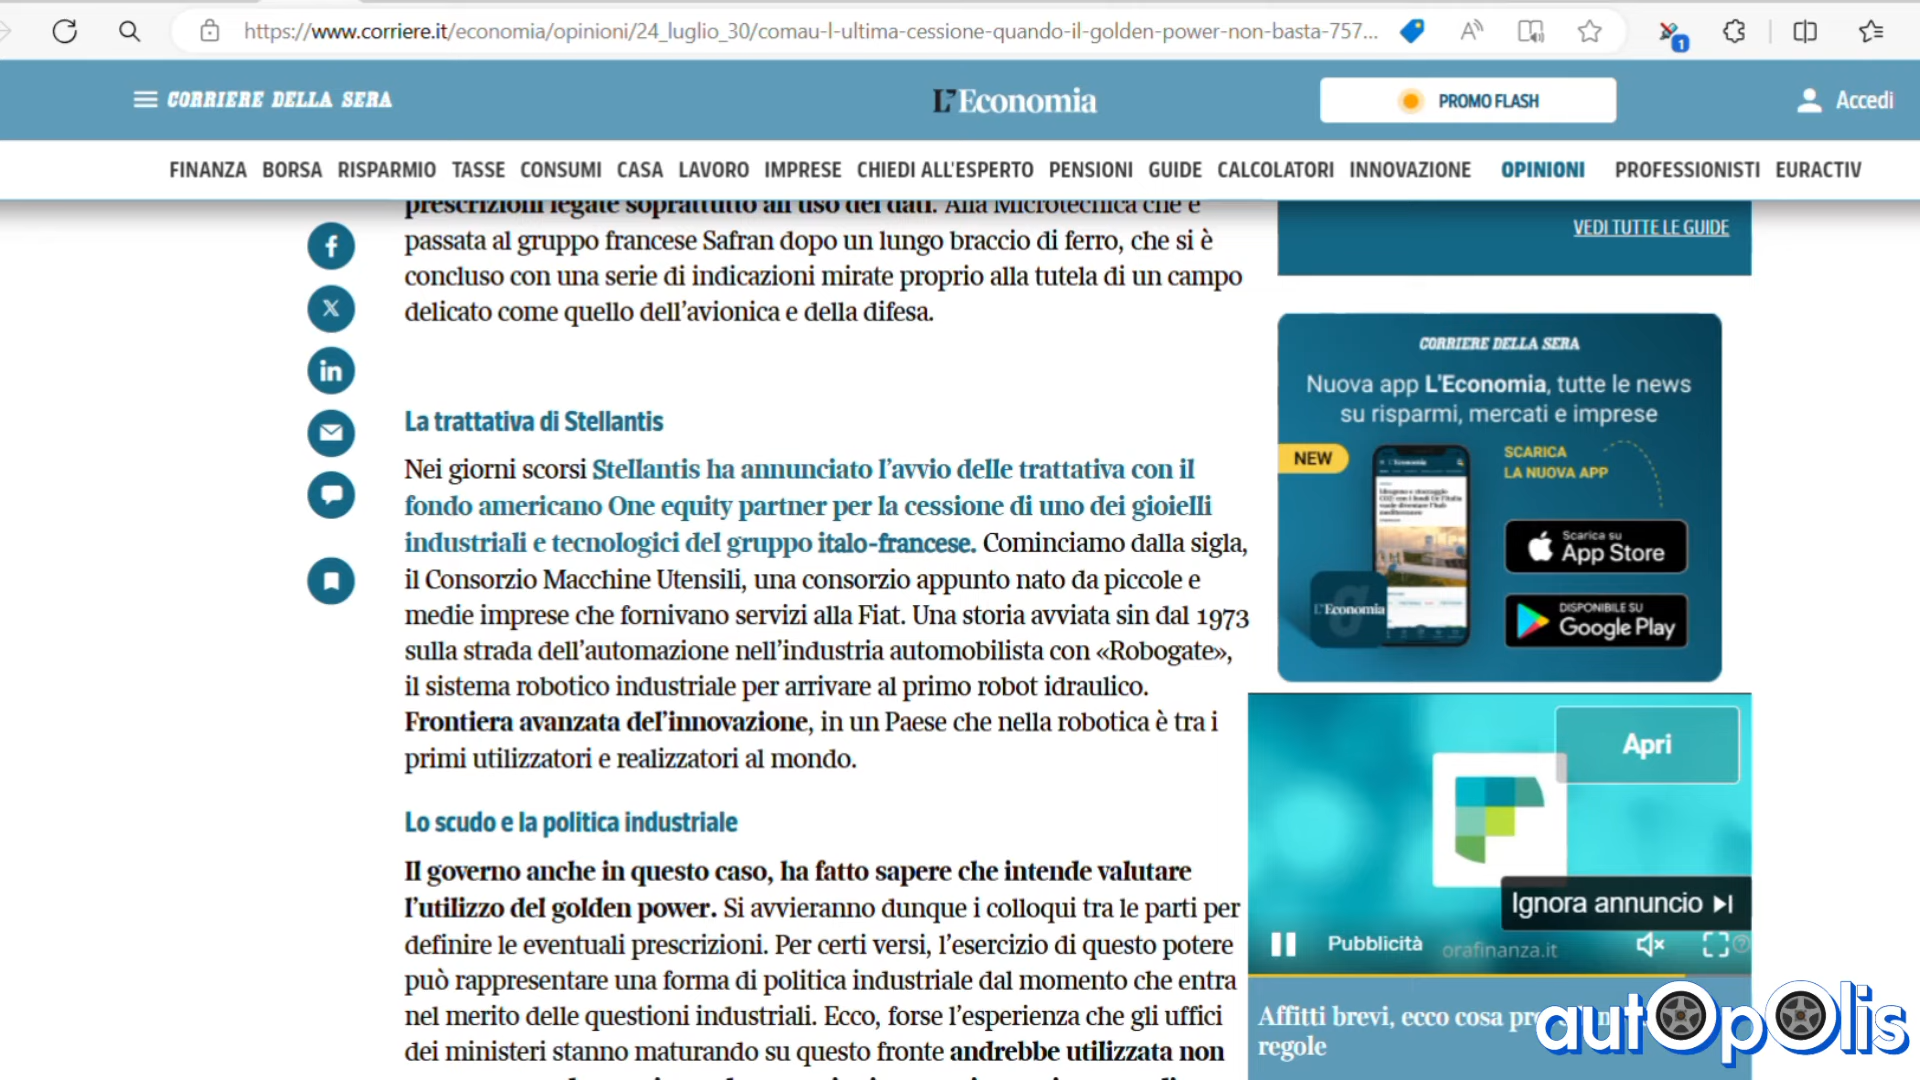 https://www.corriere.it/economia/opinioni/24_luglio_30/comau-l-ultima-cessione-quando-il-golden-power-non-basta-757...
1
CORRIERE DELLA SERA
L'Economia
PROMO FLASH
Accedi
FINANZA BORSA RISPARMIO TASSE CONSUMI CASA LAVORO IMPRESE CHIEDI ALL'ESPERTO PENSIONI GUIDE CALCOLATORI INNOVAZIONE OPINIONI PROFESSIONISTI EURACTIV
prescrizioni legate soprattutto all'uso dei dati. Alla Microtecnica che è
passata al gruppo francese Safran dopo un lungo braccio di ferro, che si è
concluso con una serie di indicazioni mirate proprio alla tutela di un campo
delicato come quello dell'avionica e della difesa.
La trattativa di Stellantis
Nei giorni scorsi Stellantis ha annunciato l'avvio delle trattativa con il
fondo americano One equity partner per la cessione di uno dei gioielli
industriali e tecnologici del gruppo italo-francese. Cominciamo dalla sigla,
il Consorzio Macchine Utensili, una consorzio appunto nato da piccole e
medie imprese che fornivano servizi alla Fiat. Una storia avviata sin dal 1973
sulla strada dell'automazione nell'industria automobilista con «Robogate»,
il sistema robotico industriale per arrivare al primo robot idraulico.
Frontiera avanzata del'innovazione, in un Paese che nella robotica è tra i
primi utilizzatori e realizzatori al mondo.
Lo scudo e la politica industriale
Il governo anche in questo caso, ha fatto sapere che intende valutare
l'utilizzo del golden power. Si avvieranno dunque i colloqui tra le parti per
definire le eventuali prescrizioni. Per certi versi, l'esercizio di questo potere
può rappresentare una forma di politica industriale dal momento che entra
nel merito delle questioni industriali. Ecco, forse l'esperienza che gli uffici
dei ministeri stanno maturando su questo fronte andrebbe utilizzata non
VEDI TUTTE LE GUIDE
CORRIERE DELLA SERA
Nuova app L'Economia, tutte le news
su risparmi, mercati e imprese
NEW
SCARICA
LA NUOVA APP
L'Economia
Scarica su
App Store
DISPONIBILE SU
Google Play
Apri
Ignora annuncio
Pubblicità
orafinanza.it
Affitti brevi, ecco cosa
regole
autopolis